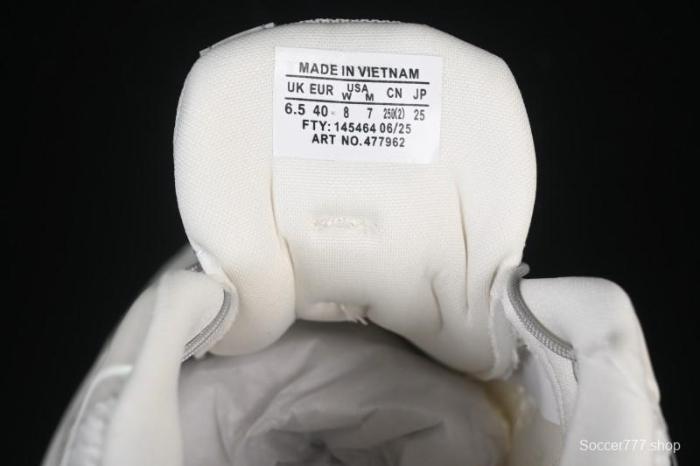 MADE IN VIETNAM
UK EUR USA W M CN JP
6.5 40 8 7 250(2) 25
FTY: 145464 06/25
ART NO.477962
Soccer777.shop